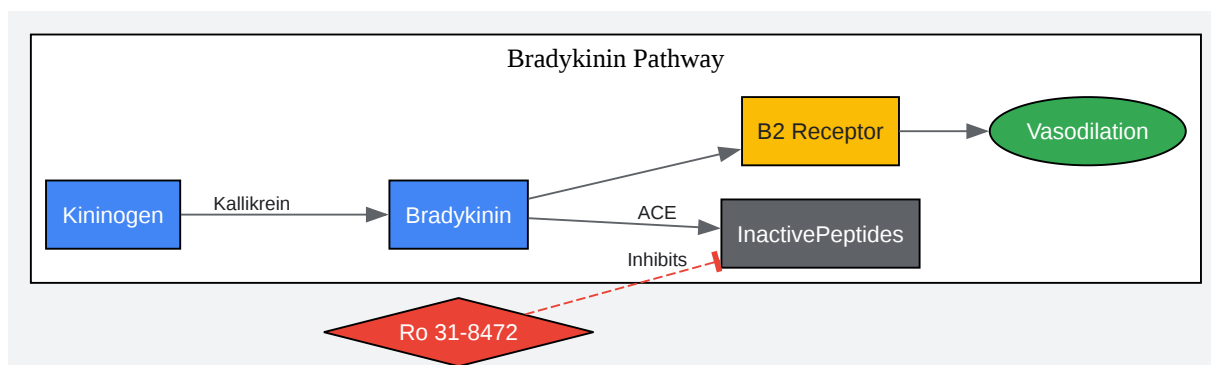 Bradykinin Pathway
B2 Receptor
Vasodilation
Kininogen
Kallikrein
Bradykinin
ACE
InactivePeptides
Inhibits
Ro 31-8472